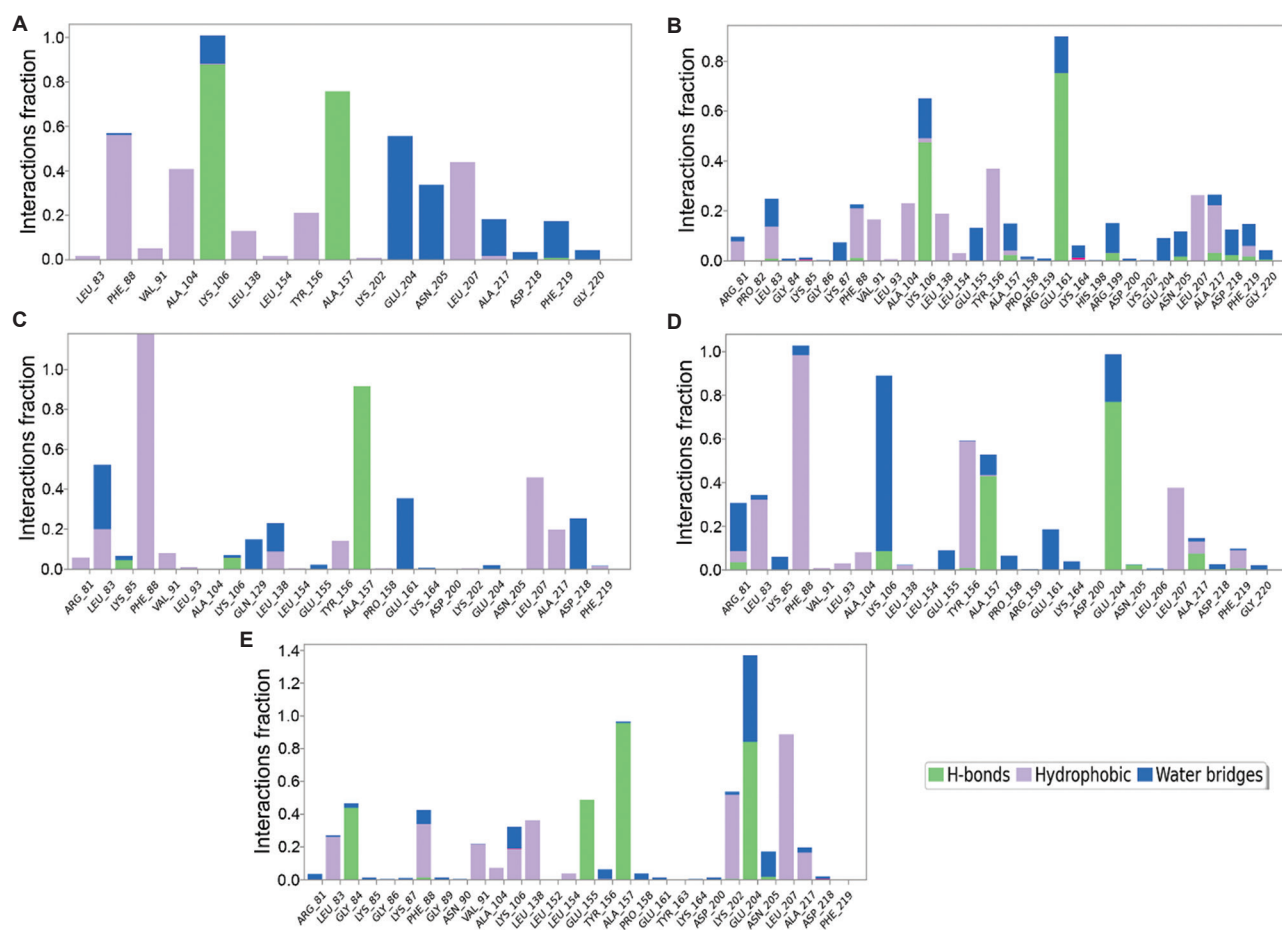 A
Interactions fraction
1.0
0.8
0.6
0.4
0.2
0.0
LEU_83 PHE_88 VAL_91 ALA_104 LYS_106 LEU_138 LEU_154 TYR_156 ALA_157 LYS_202 GLU_204 ASN_205 LEU_207 ALA_217 ASP_218 PHE_219 GLY_220
B
Interactions fraction
0.8
0.6
0.4
0.2
0.0
ARG_81 PRO_82 LEU_83 GLY_84 LYS_85 GLY_86 LYS_87 PHE_88 VAL_91 LEU_93 ALA_104 LYS_106 LEU_138 LEU_154 GLU_155 TYR_156 ALA_157 PRO_158 ARG_159 GLU_161 LYS_164 HIS_198 ARG_199 ASP_200 LYS_202 GLU_204 ASN_205 LEU_207 ALA_217 ASP_218 PHE_219 GLY_220
C
Interactions fraction
1.0
0.8
0.6
0.4
0.2
0.0
ARG_81 LEU_83 LYS_85 PHE_88 VAL_91 LEU_93 ALA_104 LYS_106 GLN_129 LEU_138 LEU_154 GLU_155 TYR_156 ALA_157 PRO_158 GLU_161 LYS_164 ASP_200 LYS_202 GLU_204 ASN_205 LEU_207 ALA_217 ASP_218 PHE_219
D
Interactions fraction
1.0
0.8
0.6
0.4
0.2
0.0
ARG_81 LEU_83 LYS_85 PHE_88 VAL_91 LEU_93 ALA_104 LYS_106 LEU_138 LEU_154 GLU_155 TYR_156 ALA_157 PRO_158 ARG_159 GLU_161 LYS_164 ASP_200 GLU_204 ASN_205 LEU_207 ALA_217 ASP_218 PHE_219 GLY_220
E
Interactions fraction
1.4
1.2
1.0
0.8
0.6
0.4
0.2
0.0
ARG_81 LEU_83 GLY_84 LYS_85 GLY_86 LYS_87 PHE_88 GLY_89 ASN_90 VAL_91 ALA_104 LYS_106 LEU_138 LEU_152 LEU_154 GLU_155 TYR_156 ALA_157 PRO_158 GLU_161 TYR_163 LYS_164 ASP_200 LYS_202 GLU_204 ASN_205 LEU_207 ALA_217 ASP_218 PHE_219
H-bonds Hydrophobic Water bridges